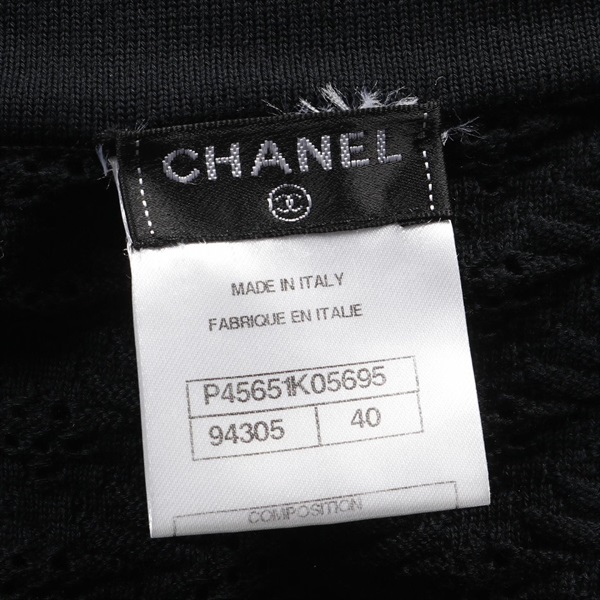 CHANEL
MADE IN ITALY
FABRIQUE EN ITALIE
P45651K05695
94305 40
COMPOSITION